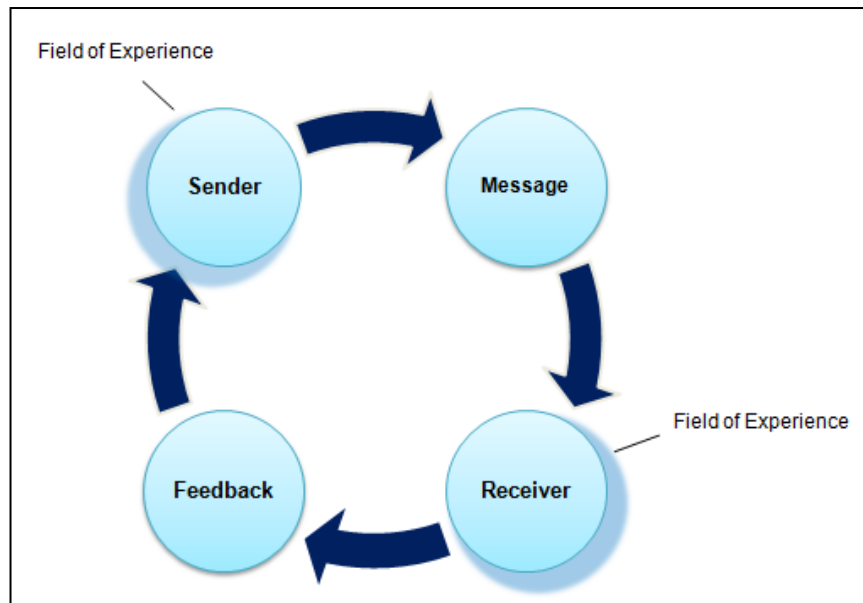 Field of Experience
Sender
Message
Field of Experience
Feedback
Receiver